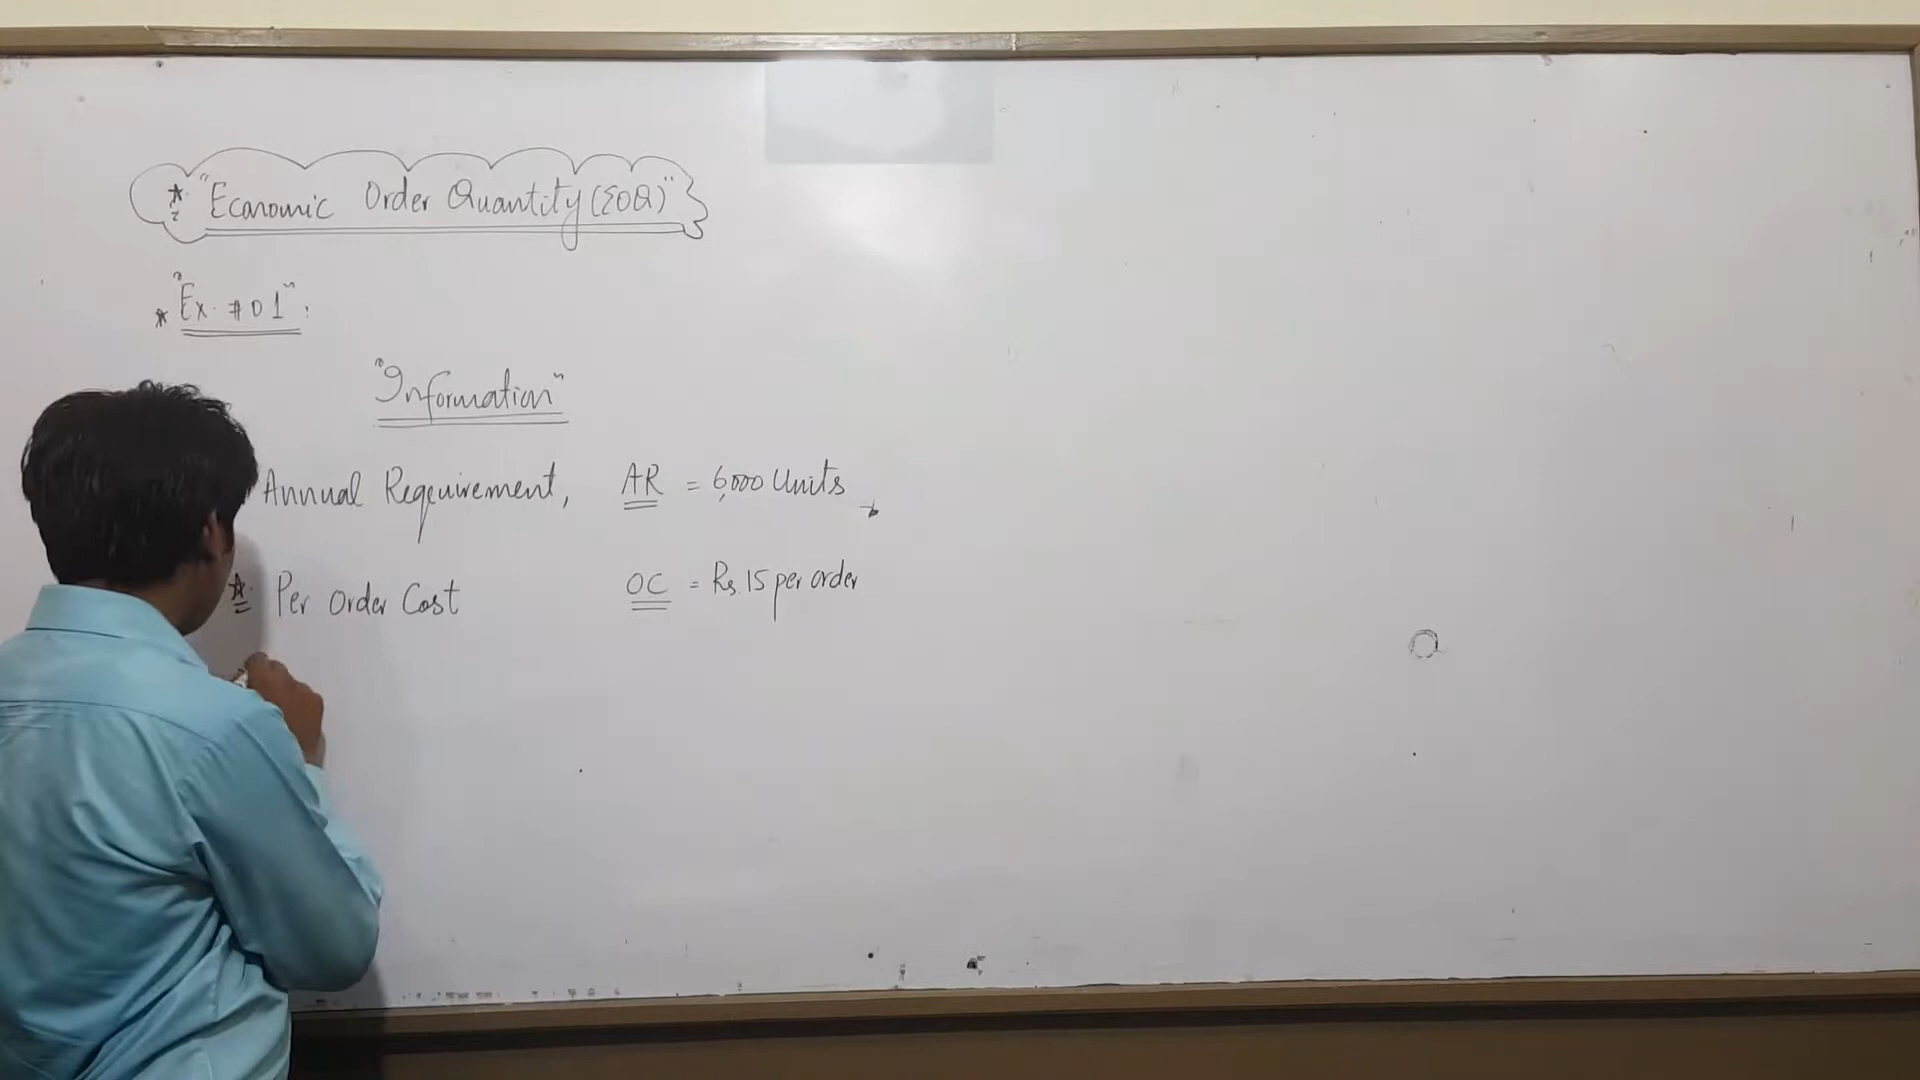 "Economic Order Quantity (EOQ)"
"Ex. #01":
"Information"
Annual Requirement, AR = 6,000 Units
Per Order Cost OC = Rs. 15 per order